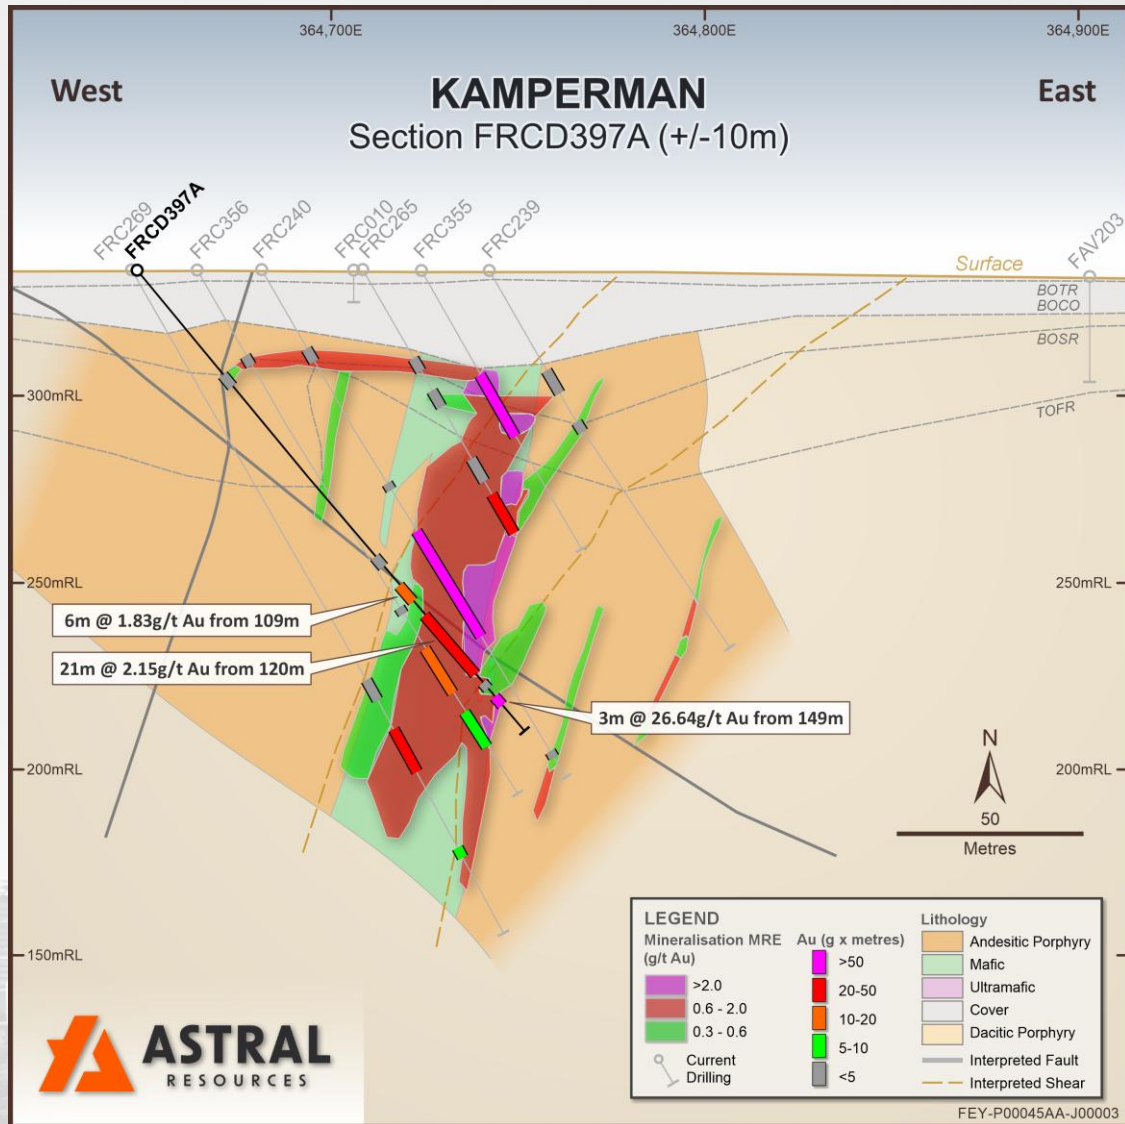 364,700E
364,800E
364,900E
West
KAMPERMAN
East
Section FRCD397A (+/-10m)
FRC269
FRCD397A
FRC356
FRC240
FRC010
FRC265
FRC355
FRC239
FAV203
Surface
BOTR
BOCO
BOSR
TOFR
300mRL
250mRL
250mRL
6m @ 1.83g/t Au from 109m
21m @ 2.15g/t Au from 120m
3m @ 26.64g/t Au from 149m
200mRL
200mRL
N
50
Metres
150mRL
LEGEND
Mineralisation MRE
(g/t Au)
>2.0
0.6 - 2.0
0.3 - 0.6
Current
Drilling
Au (g x metres)
>50
20-50
10-20
5-10
<5
Lithology
Andesitic Porphyry
Mafic
Ultramafic
Cover
Dacitic Porphyry
Interpreted Fault
Interpreted Shear
ASTRAL
RESOURCES
FEY-P00045AA-J00003